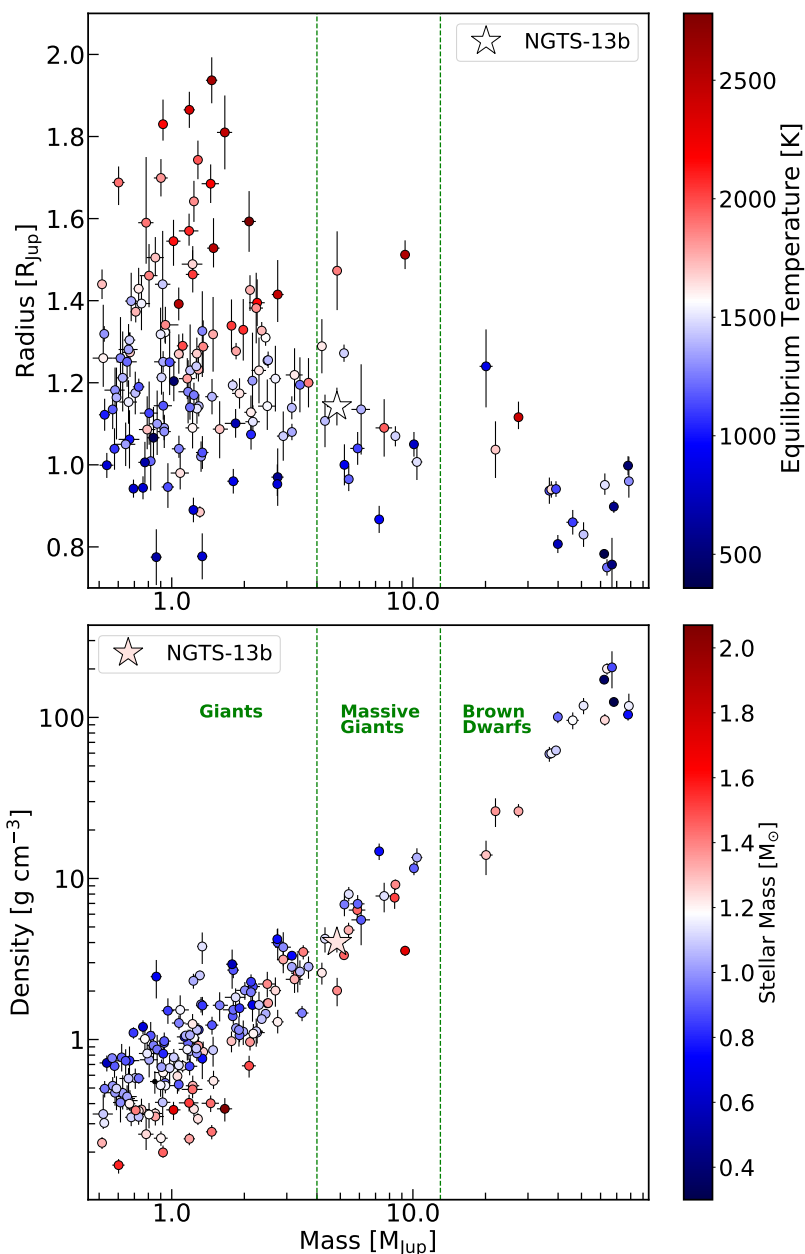 NGTS-13b
2.0
1.8
1.6
1.4
1.2
1.0
0.8
Radius [R_Jup]
1.0
10.0
2500
2000
1500
1000
500
Equilibrium Temperature [K]
NGTS-13b
Giants
Massive
Giants
Brown
Dwarfs
100
10
1
Density [g cm⁻³]
1.0
10.0
Mass [M_Jup]
2.0
1.8
1.6
1.4
1.2
1.0
0.8
0.6
0.4
Stellar Mass [M_⊙]